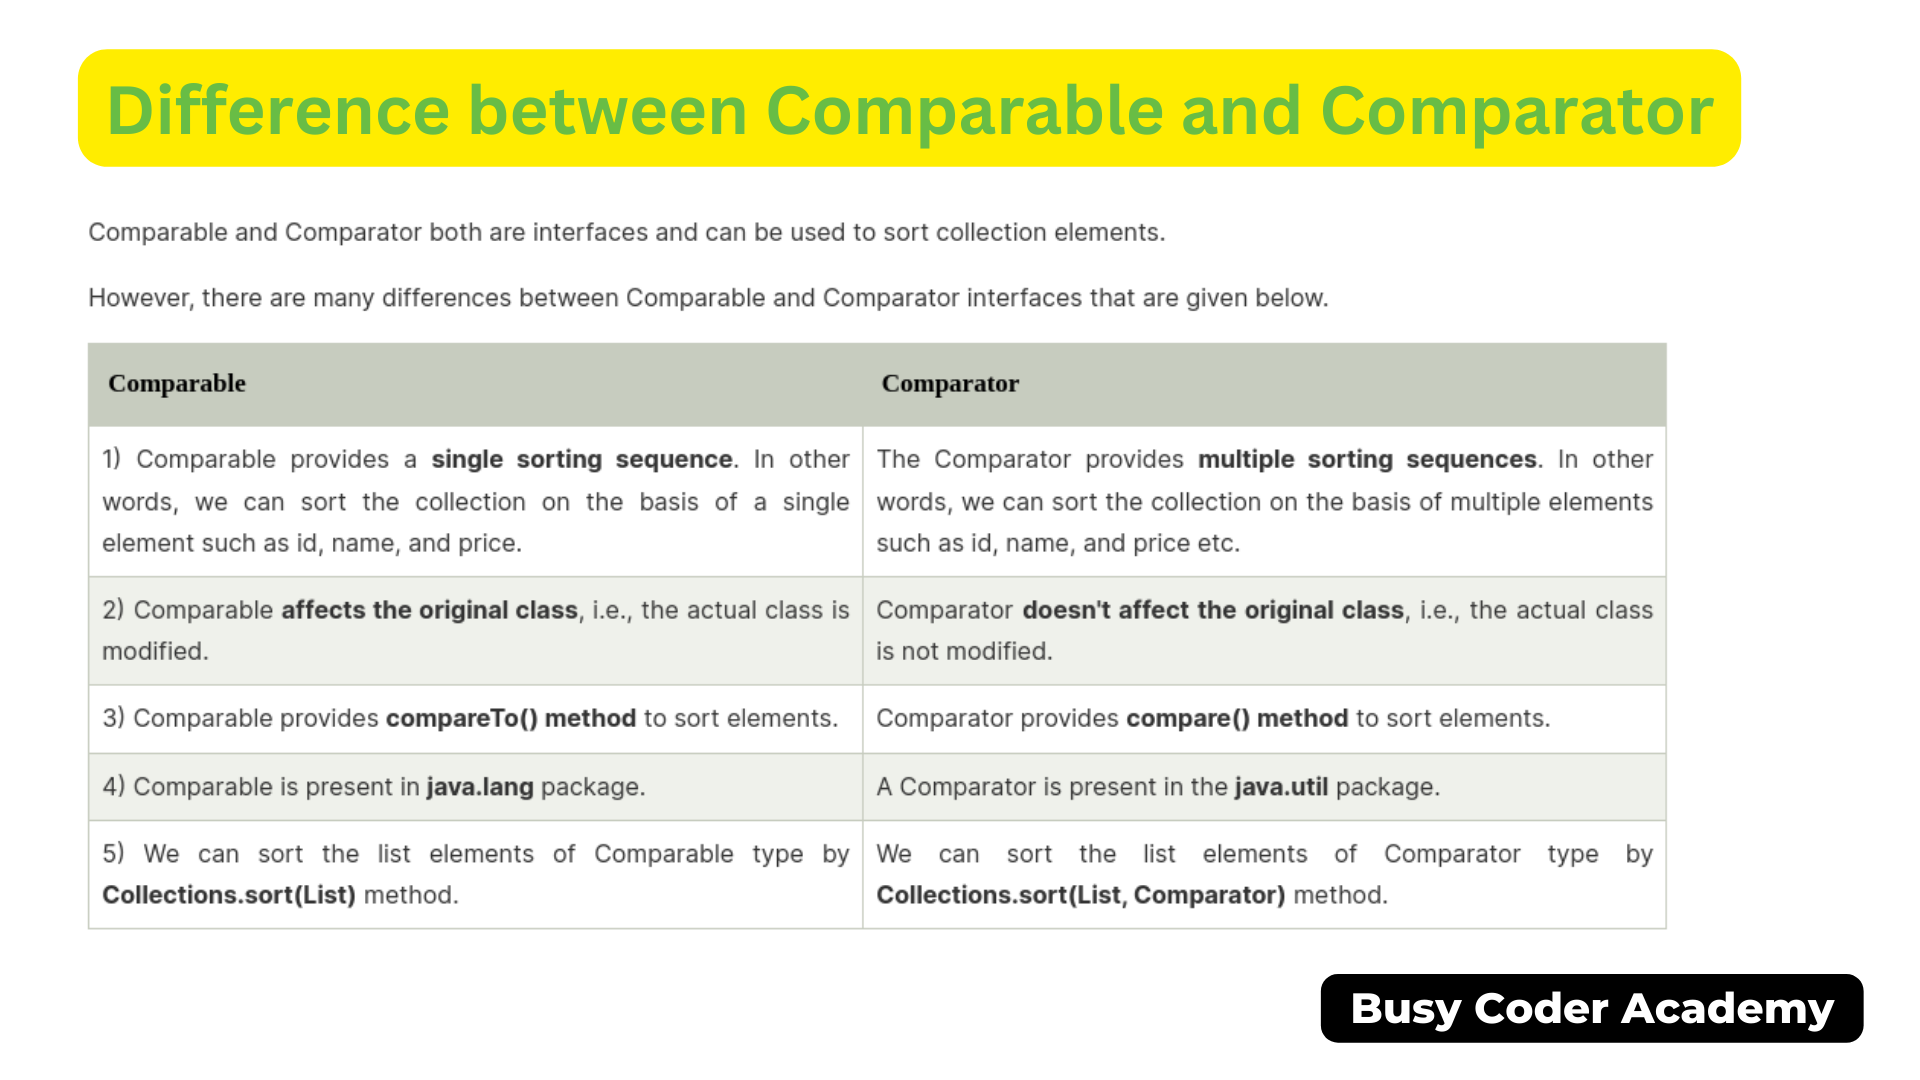 Difference between Comparable and Comparator
Comparable and Comparator both are interfaces and can be used to sort collection elements.
However, there are many differences between Comparable and Comparator interfaces that are given below.
Comparable
Comparator
1) Comparable provides a single sorting sequence. In other
words, we can sort the collection on the basis of a single
element such as id, name, and price.
The Comparator provides multiple sorting sequences. In other
words, we can sort the collection on the basis of multiple elements
such as id, name, and price etc.
2) Comparable affects the original class, i.e., the actual class is
modified.
Comparator doesn't affect the original class, i.e., the actual class
is not modified.
3) Comparable provides compareTo() method to sort elements.
Comparator provides compare() method to sort elements.
4) Comparable is present in java.lang package.
A Comparator is present in the java.util package.
5) We can sort the list elements of Comparable type by
Collections.sort(List) method.
We can sort the list elements of Comparator type by
Collections.sort(List, Comparator) method.
Busy Coder Academy